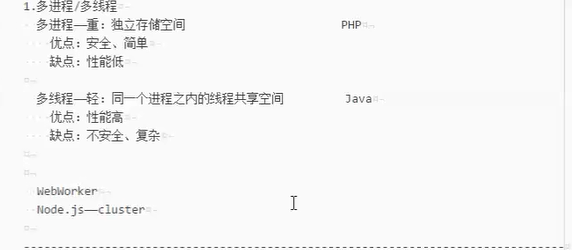 1.多进程/多线程
多进程——重：独立存储空间 PHP
优点：安全、简单
缺点：性能低
多线程——轻：同一个进程之内的线程共享空间 Java
优点：性能高
缺点：不安全、复杂
WebWorker
Node.js——cluster